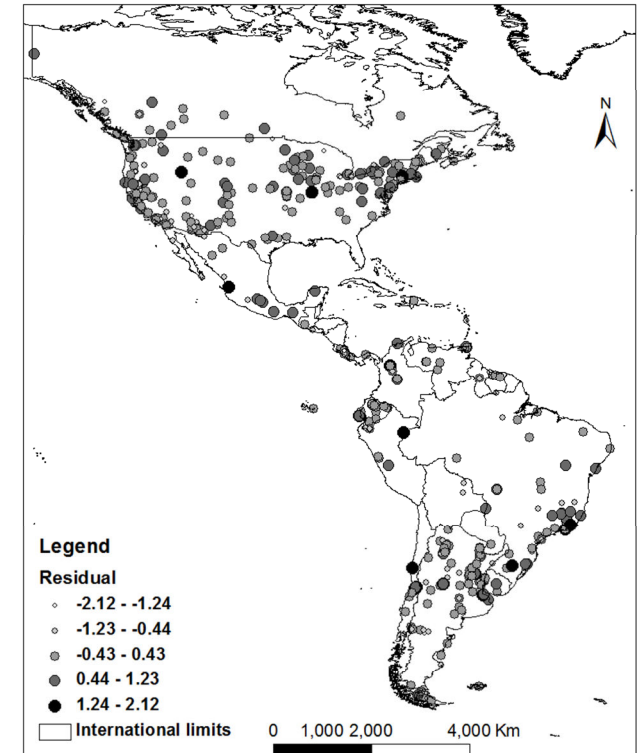 N
Legend
Residual
-2.12 - -1.24
-1.23 - -0.44
-0.43 - 0.43
0.44 - 1.23
1.24 - 2.12
International limits
0 1,000 2,000 4,000 Km